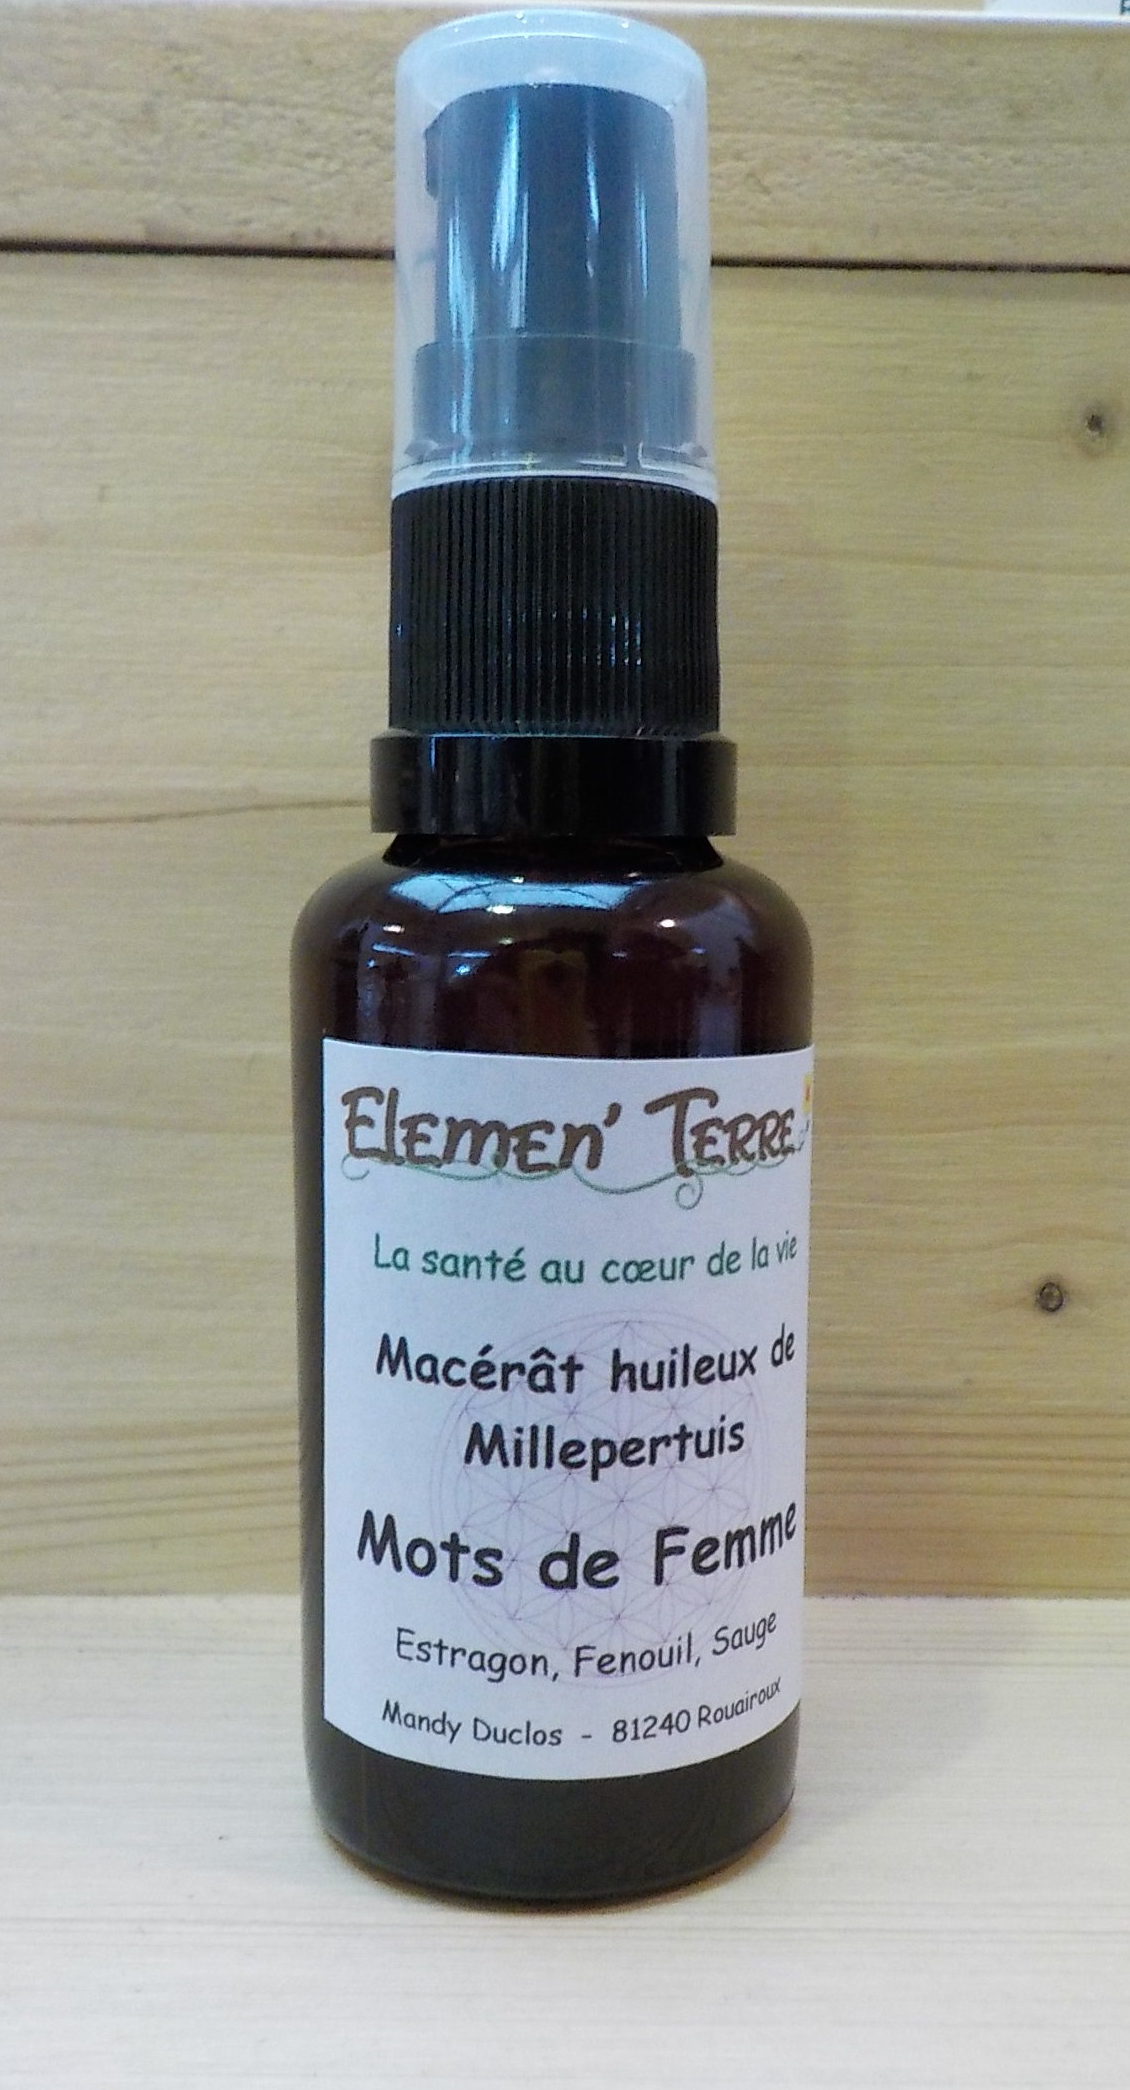 Elemen' Terre
La santé au cœur de la vie
Macérât huileux de
Millepertuis
Mots de Femme
Estragon, Fenouil, Sauge
Mandy Duclos - 81240 Rouairoux